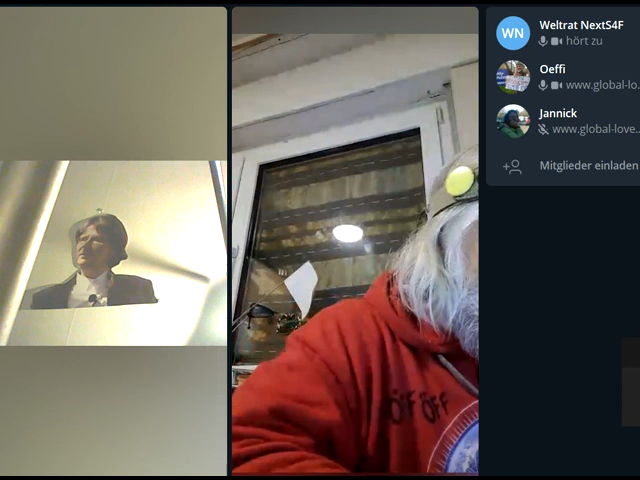 WN
Weltrat NextS4F
hört zu
Oeffi
www.global-lo.
Jannick
www.global-love..
Mitglieder einladen
ÖFF ÖFF